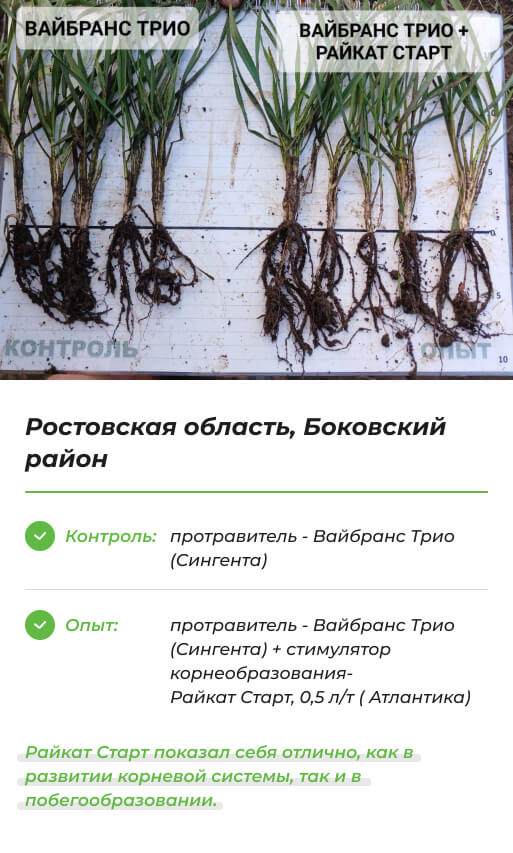 ВАЙБРАНС ТРИО
ВАЙБРАНС ТРИО +
РАЙКАТ СТАРТ
5
0
5
КОНТРОЛЬ
ОПЫТ
10
Ростовская область, Боковский
район
Контроль: протравитель - Вайбранс Трио
(Сингента)
Опыт: протравитель - Вайбранс Трио
(Сингента) + стимулятор
корнеобразования-
Райкат Старт, 0,5 л/т ( Атлантика)
Райкат Старт показал себя отлично, как в
развитии корневой системы, так и в
побегообразовании.